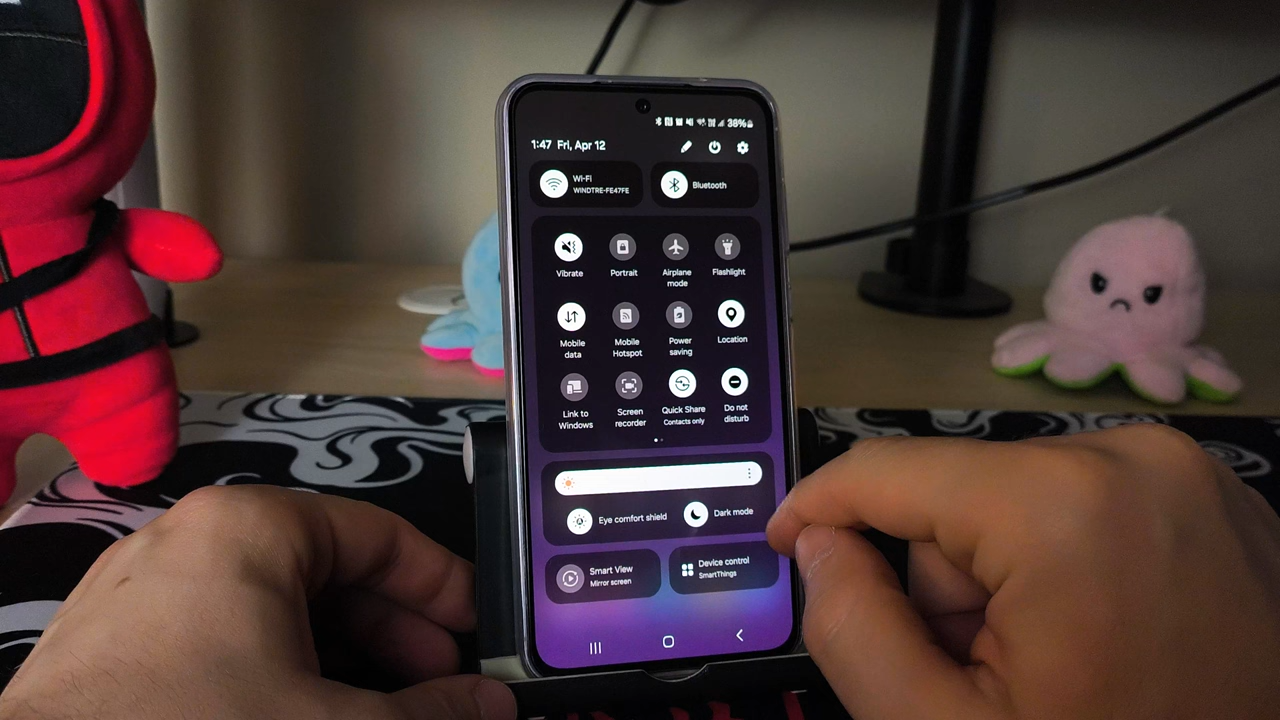 38%
1:47 Fri, Apr 12
Wi-Fi
WINDTRE-FE47FE
Bluetooth
Vibrate
Portrait
Airplane
mode
Flashlight
Mobile
data
Mobile
Hotspot
Power
saving
Location
Link to
Windows
Screen
recorder
Quick Share
Contacts only
Do not
disturb
Eye comfort shield
Dark mode
Smart View
Mirror screen
Device control
SmartThings